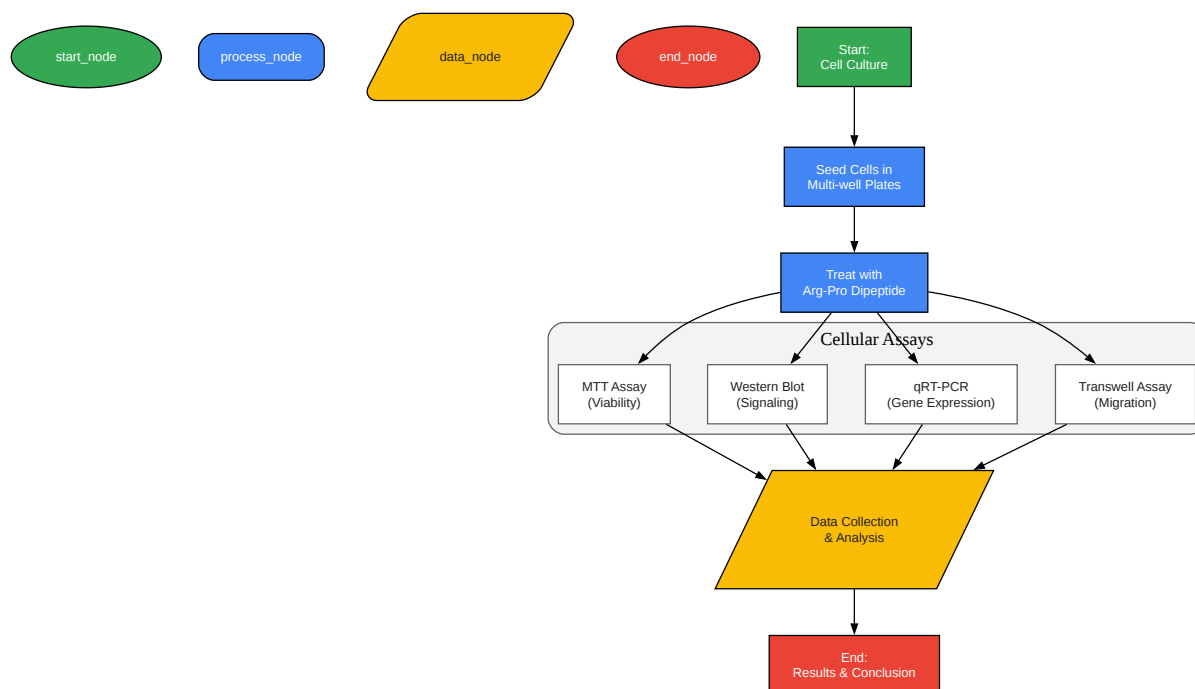 start_node
process_node
data_node
end_node
Start:
Cell Culture
Seed Cells in
Multi-well Plates
Treat with
Arg-Pro Dipeptide
Cellular Assays
MTT Assay
(Viability)
Western Blot
(Signaling)
qRT-PCR
(Gene Expression)
Transwell Assay
(Migration)
Data Collection
& Analysis
End:
Results & Conclusion